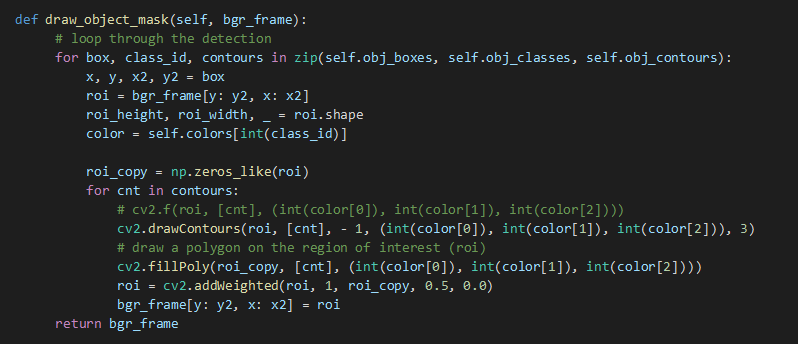 def draw_object_mask(self, bgr_frame):
# loop through the detection
for box, class_id, contours in zip(self.obj_boxes, self.obj_classes, self.obj_contours):
x, y, x2, y2 = box
roi = bgr_frame[y: y2, x: x2]
roi_height, roi_width, _ = roi.shape
color = self.colors[int(class_id)]
roi_copy = np.zeros_like(roi)
for cnt in contours:
# cv2.f(roi, [cnt], (int(color[0]), int(color[1]), int(color[2])))
cv2.drawContours(roi, [cnt], - 1, (int(color[0]), int(color[1]), int(color[2])), 3)
# draw a polygon on the region of interest (roi)
cv2.fillPoly(roi_copy, [cnt], (int(color[0]), int(color[1]), int(color[2])))
roi = cv2.addWeighted(roi, 1, roi_copy, 0.5, 0.0)
bgr_frame[y: y2, x: x2] = roi
return bgr_frame